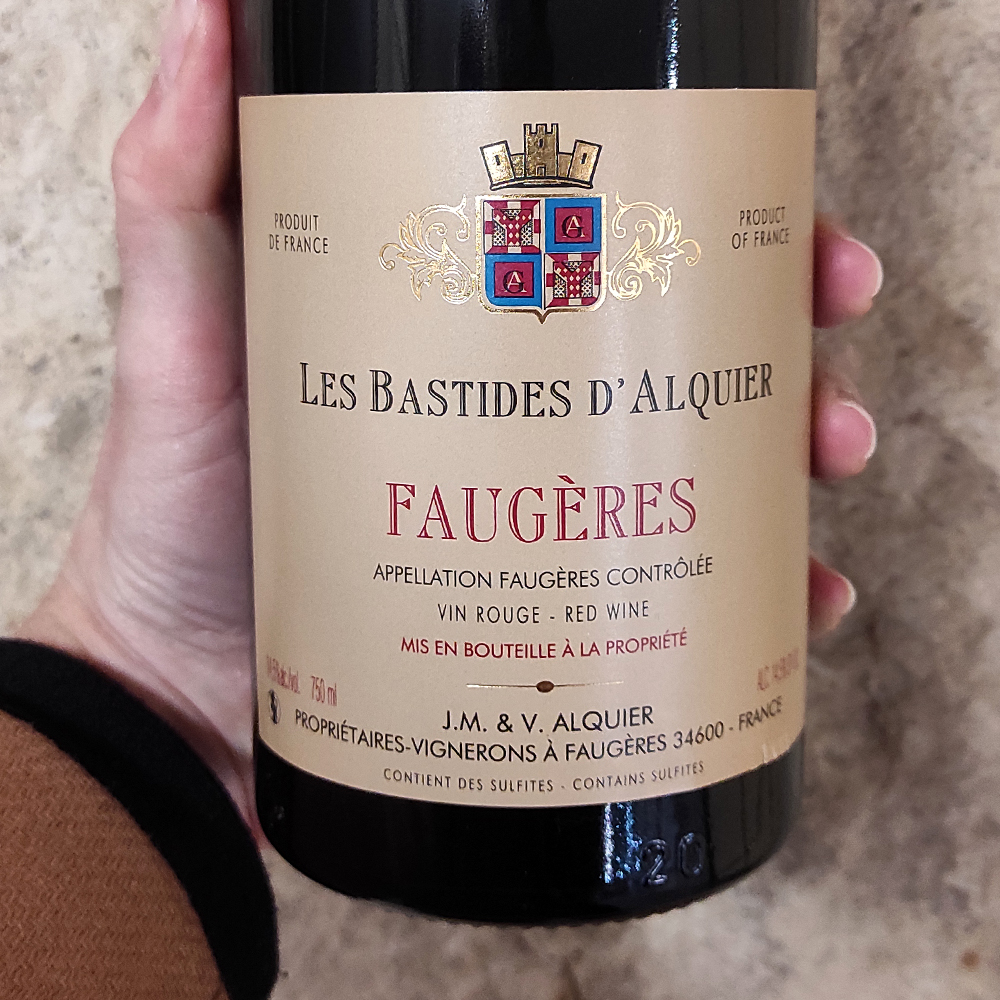 PRODUIT
DE FRANCE
PRODUCT
OF FRANCE
LES BASTIDES D'ALQUIER
FAUGÈRES
APPELLATION FAUGÈRES CONTRÔLÉE
VIN ROUGE - RED WINE
MIS EN BOUTEILLE À LA PROPRIÉTÉ
750 ml
J.M. & V. ALQUIER
PROPRIÉTAIRES-VIGNERONS À FAUGÈRES 34600 - FRANCE
CONTIENT DES SULFITES - CONTAINS SULFITES
20